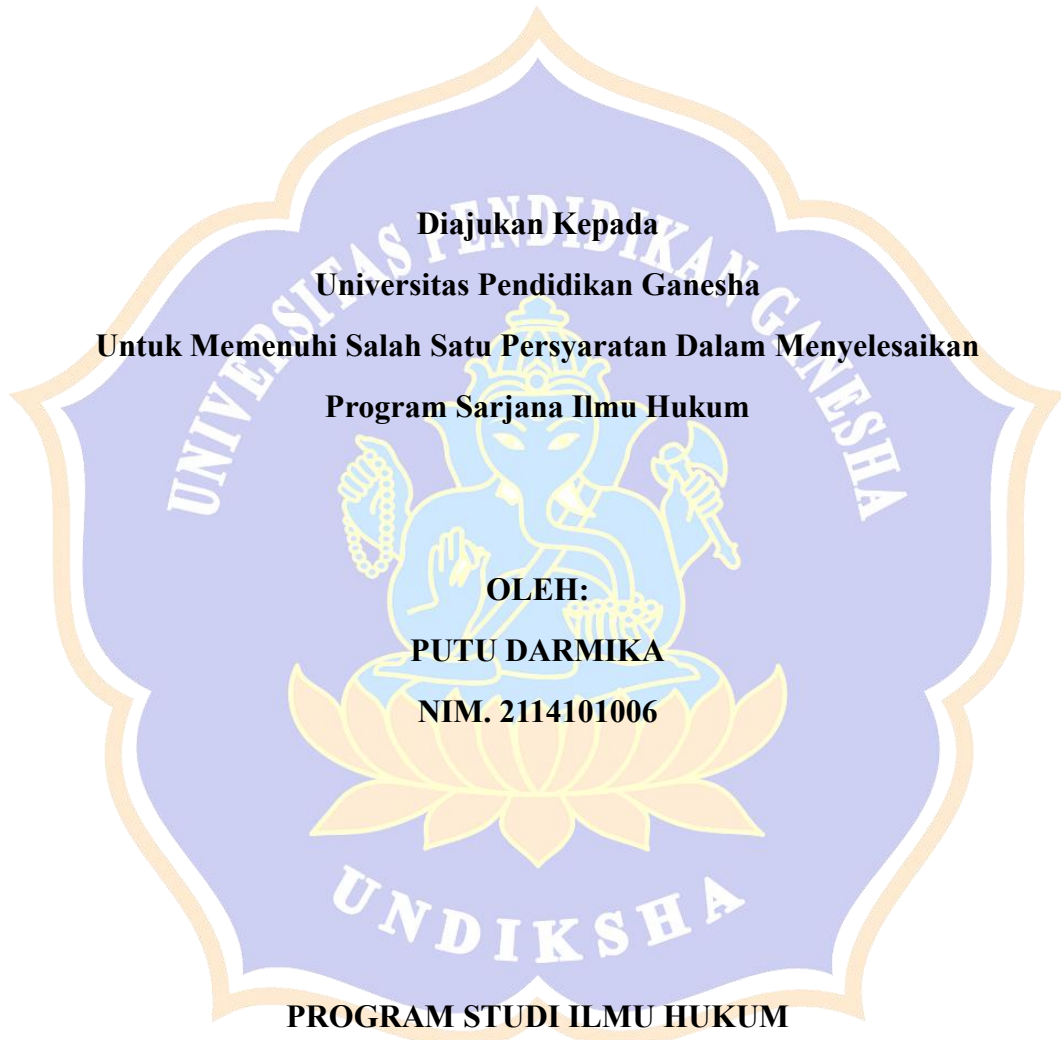 Diajukan Kepada
Universitas Pendidikan Ganesha
Untuk Memenuhi Salah Satu Persyaratan Dalam Menyelesaikan
Program Sarjana Ilmu Hukum
UNIVERSITAS PENDIDIKAN GANESHA
OLEH:
PUTU DARMIKA
NIM. 2114101006
UNDIKSHA
PROGRAM STUDI ILMU HUKUM